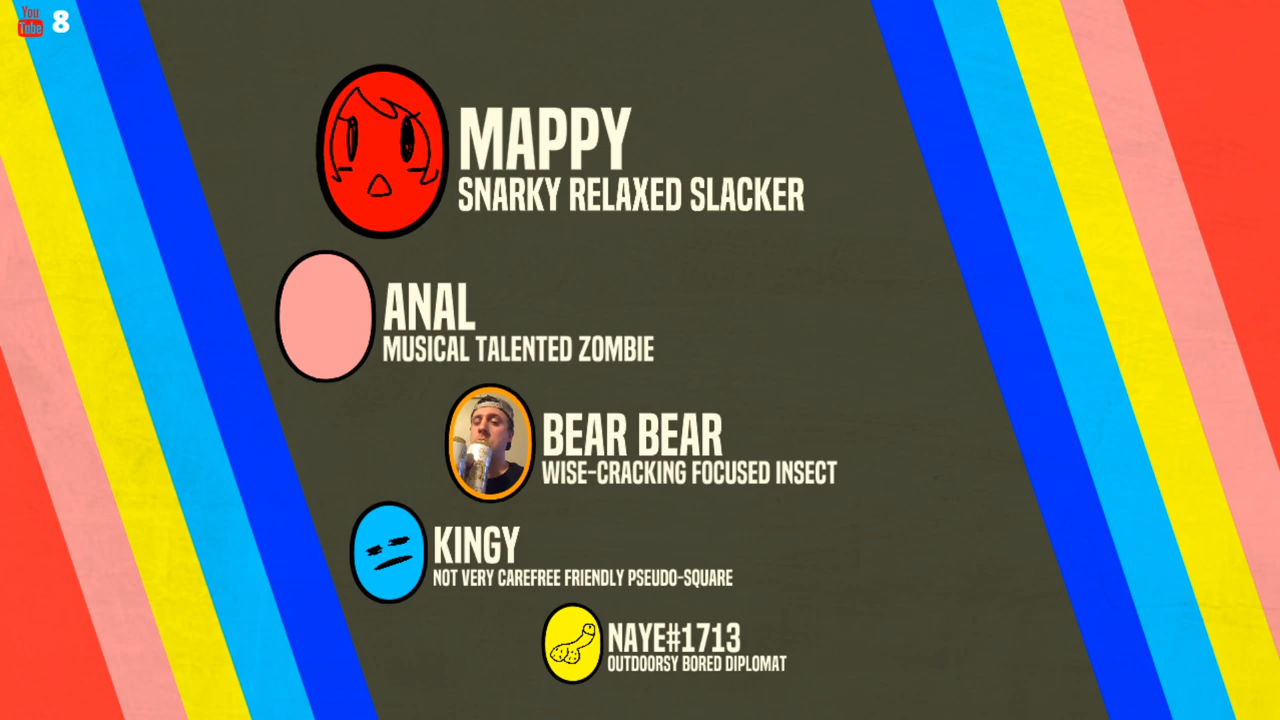 You
Tube 8
MAPPY
SNARKY RELAXED SLACKER
ANAL
MUSICAL TALENTED ZOMBIE
BEAR BEAR
WISE-CRACKING FOCUSED INSECT
KINGY
NOT VERY CAREFREE FRIENDLY PSEUDO-SQUARE
NAYE#1713
OUTDOORSY BORED DIPLOMAT